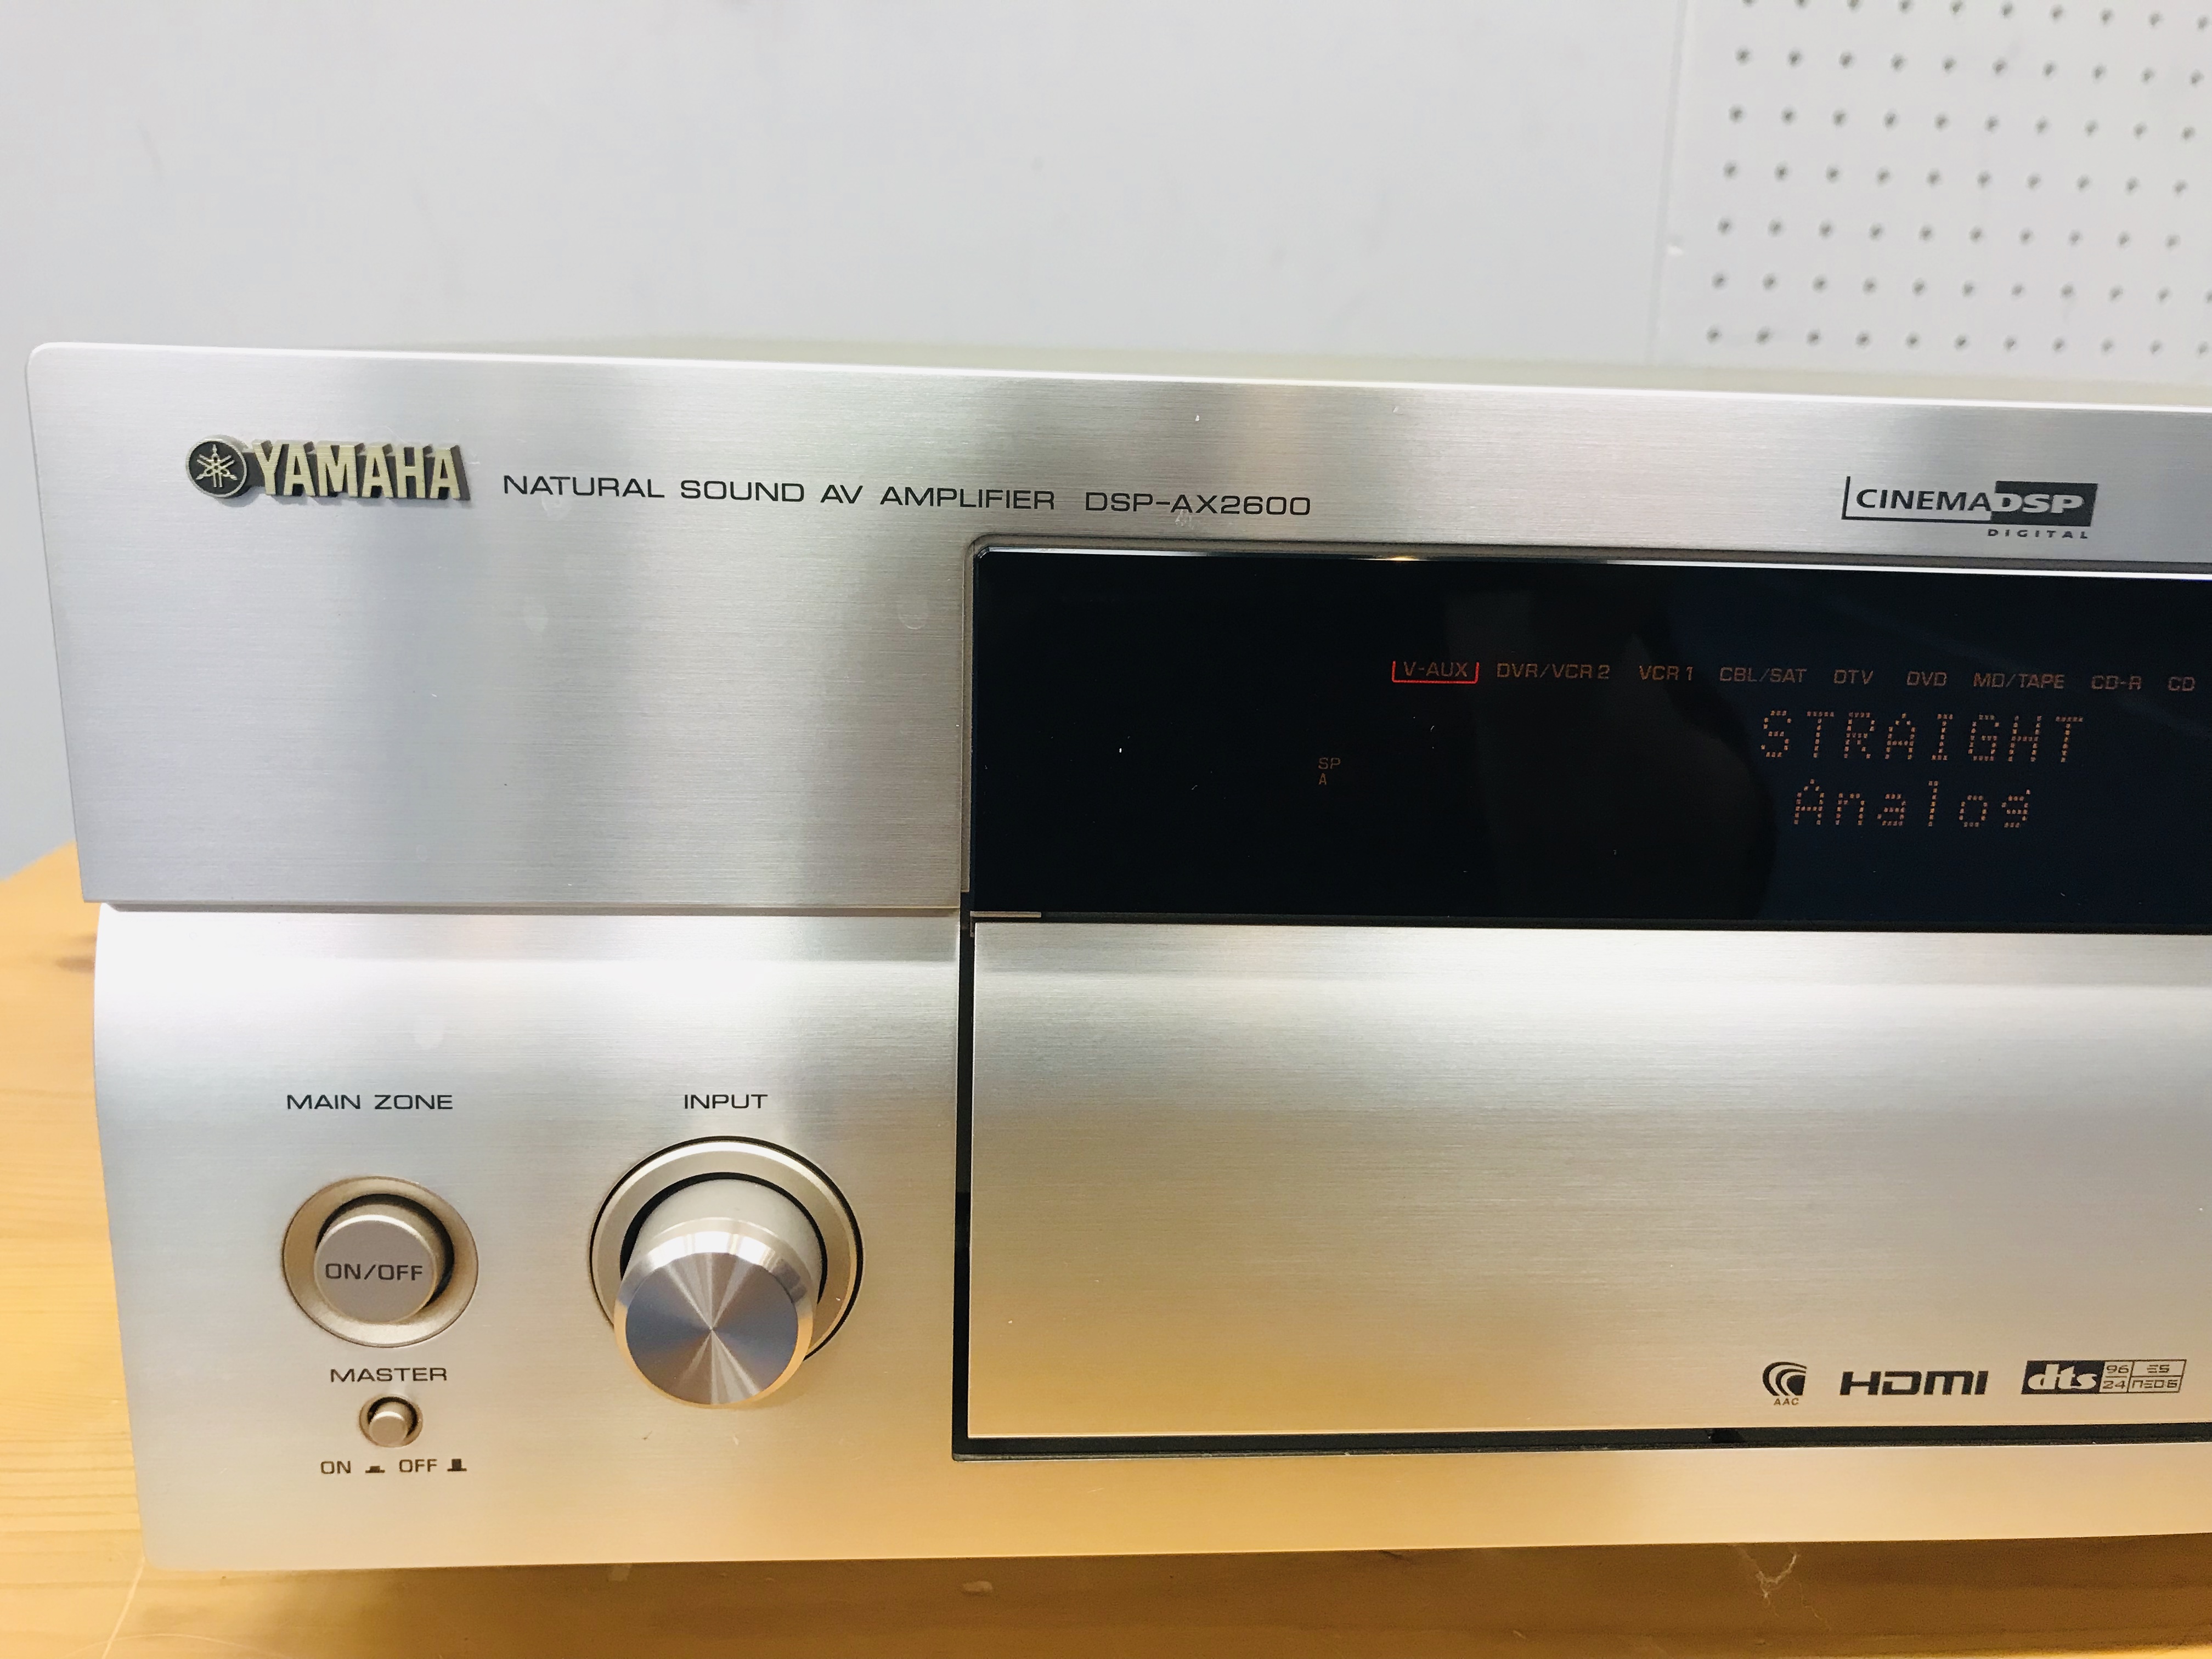 YAMAHA
NATURAL SOUND AV AMPLIFIER DSP-AX2600
CINEMA DSP
DIGITAL
V-AUX DVR/VCR 2 VCR 1 CBL/SAT DTV DVD MD/TAPE CD-R CD
STRAIGHT
SP
A
Analog
MAIN ZONE
INPUT
ON/OFF
MASTER
ON OFF
AAC
HDMI
dts 96 24 ES NEO:6